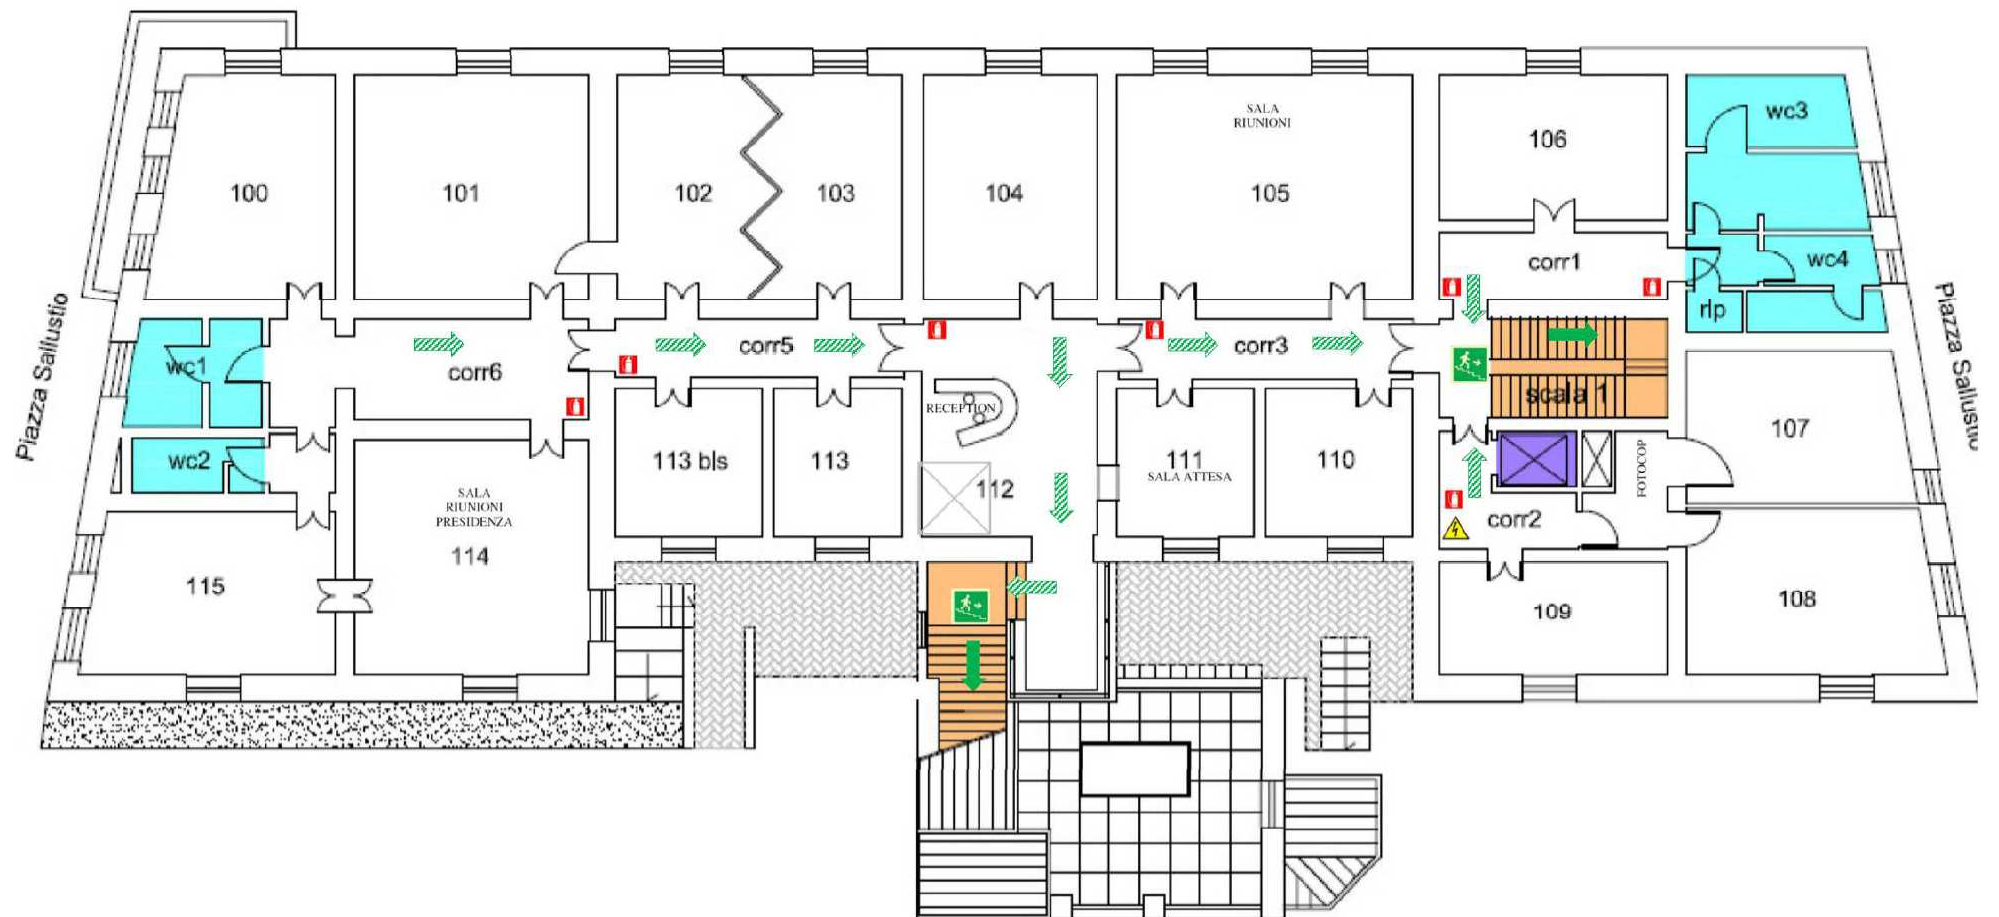 wc3
SALA
RIUNIONI
106
100
101
102
103
104
105
corr1
wc4
rlp
Piazza Sallustio
Piazza Sallustio
wc1
corr6
corr5
corr3
scala 1
RECEPTION
107
wc2
113 bls
113
112
111
SALA ATTESA
110
FOTOCOP
SALA
RIUNIONI
PRESIDENZA
114
corr2
115
109
108